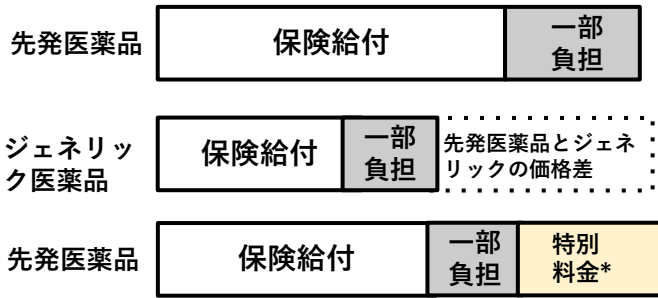 先発医薬品
保険給付
一部
負担
ジェネリッ
ク医薬品
保険給付
一部
負担
先発医薬品とジェネ
リックの価格差
先発医薬品
保険給付
一部
負担
特別
料金*